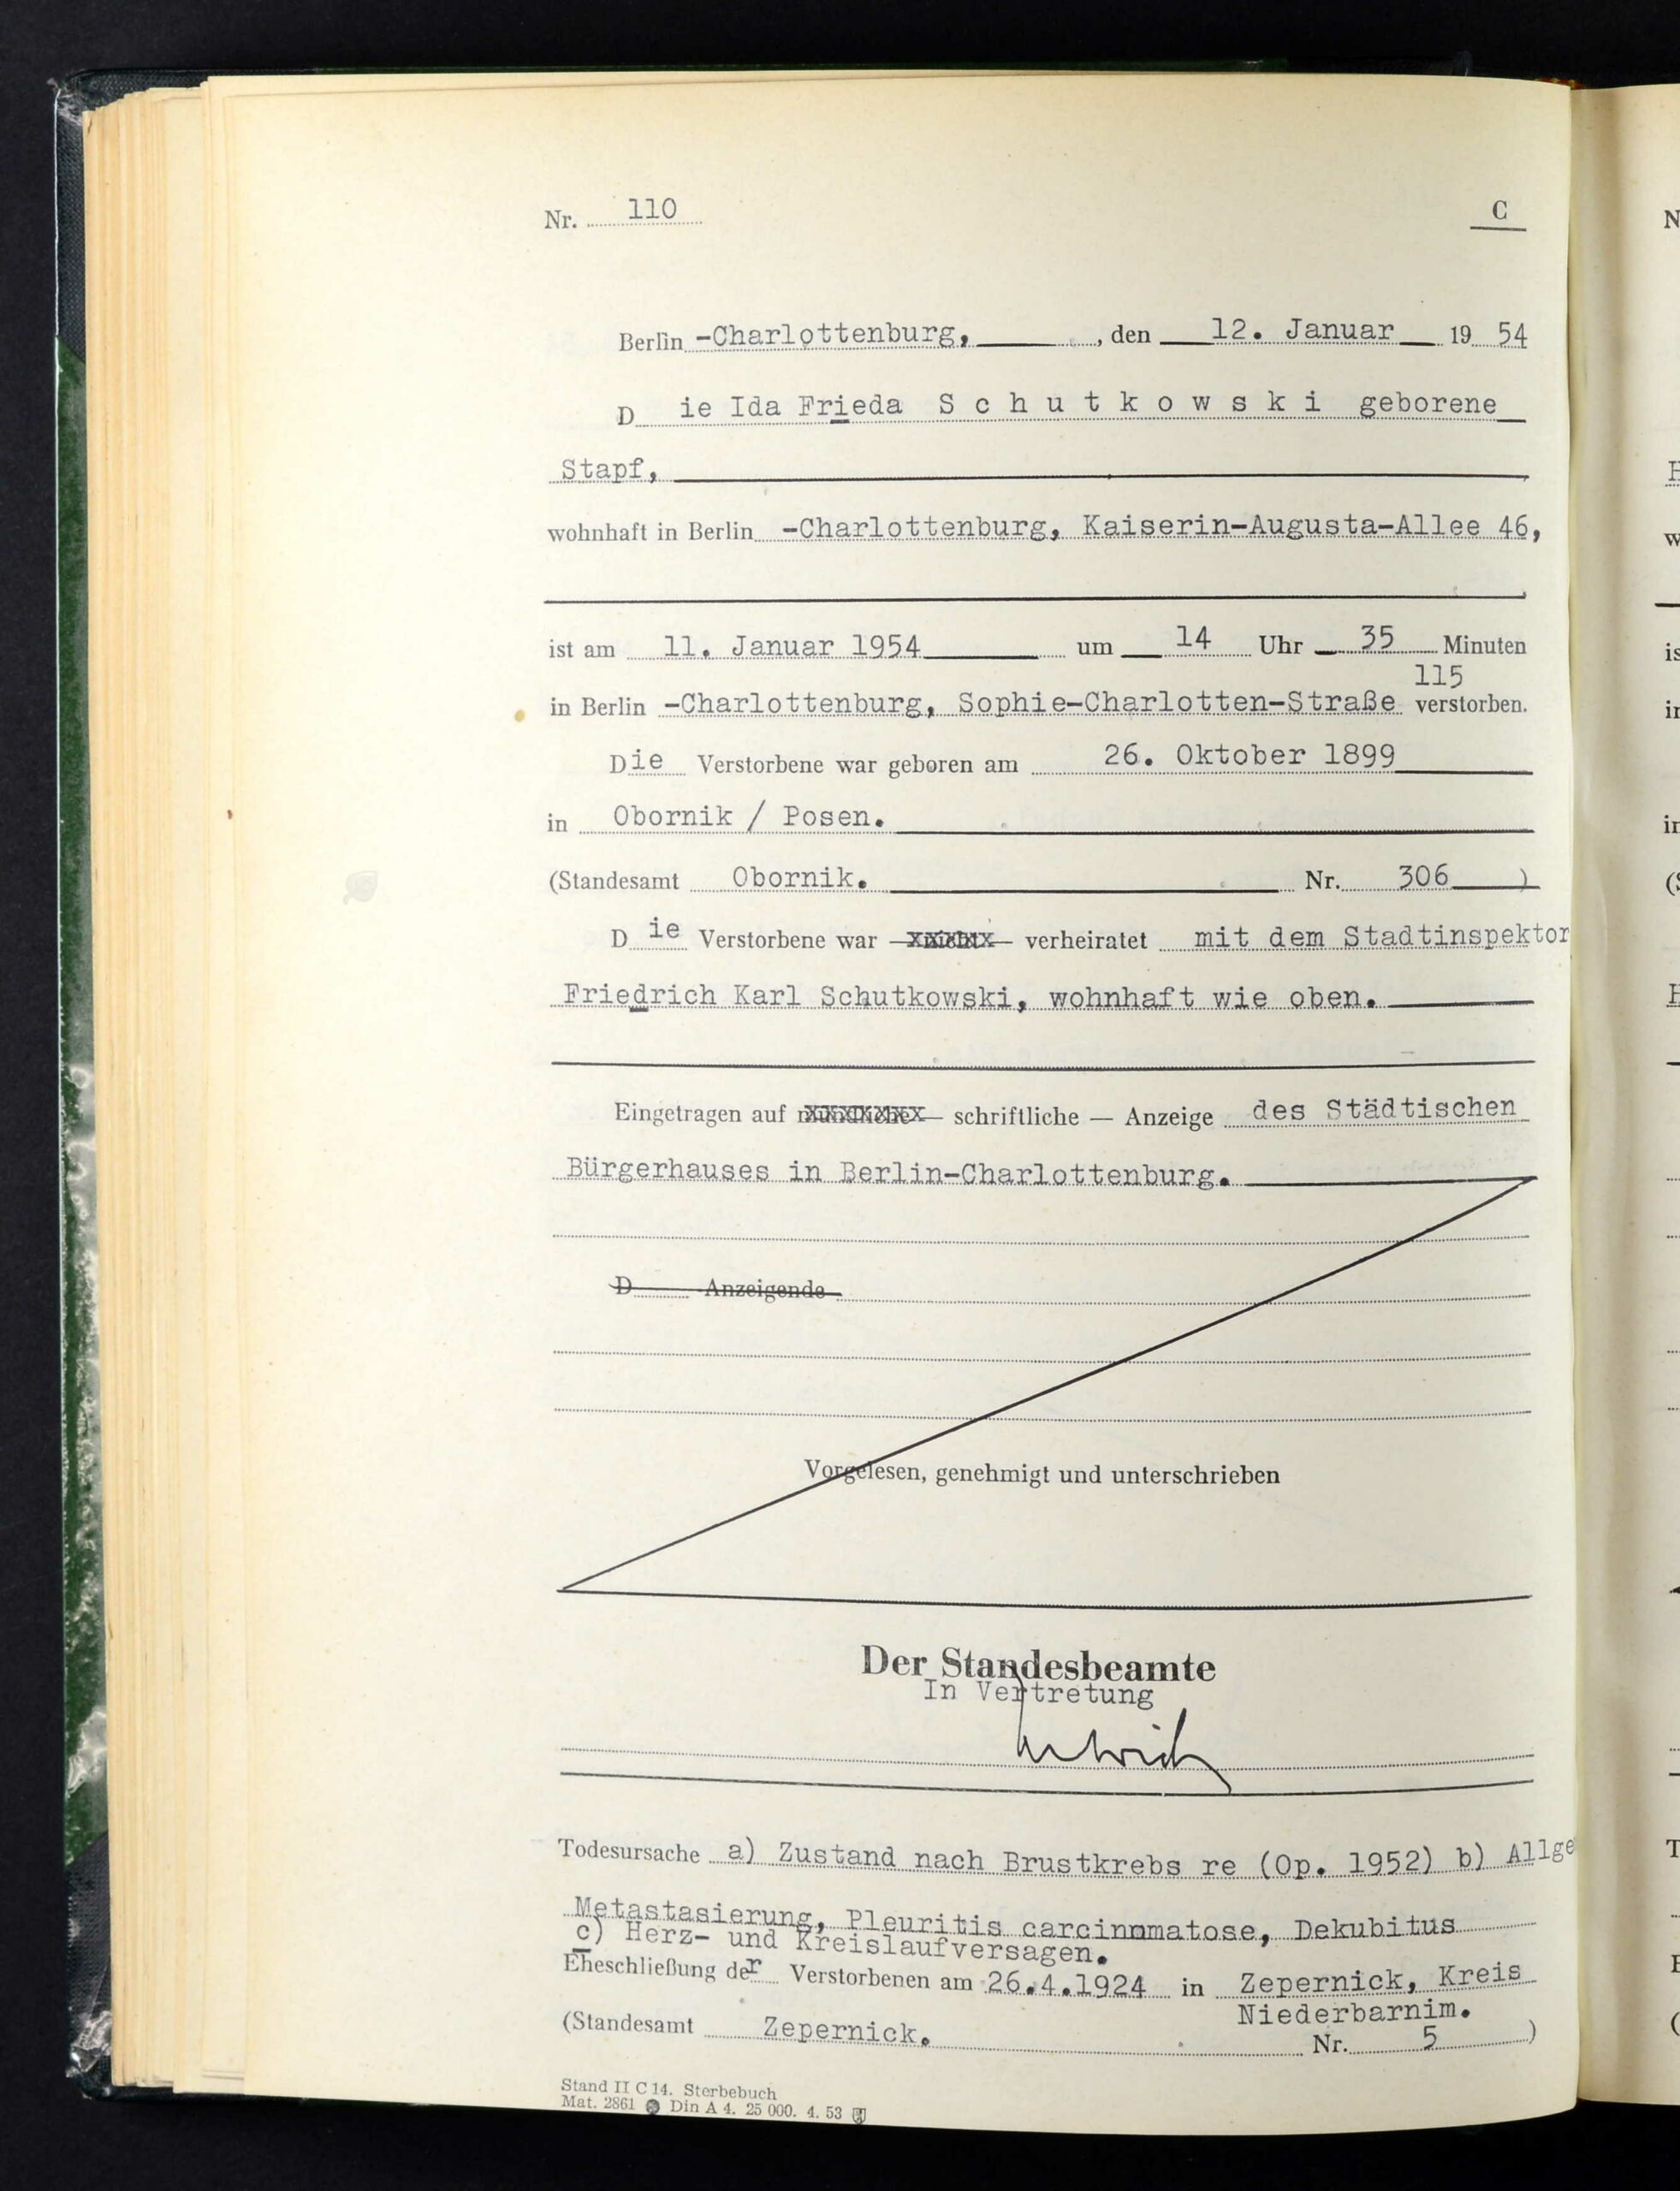 Nr. 110 C
Berlin -Charlottenburg, , den 12. Januar 19 54
D ie Ida Frieda S c h u t k o w s k i geborene
Stapf,
wohnhaft in Berlin -Charlottenburg, Kaiserin-Augusta-Allee 46,
ist am 11. Januar 1954 um 14 Uhr 35 Minuten
115
in Berlin -Charlottenburg, Sophie-Charlotten-Straße verstorben.
Die Verstorbene war geboren am 26. Oktober 1899
in Obornik / Posen.
(Standesamt Obornik. Nr. 306 )
D ie Verstorbene war — nicht — verheiratet mit dem Stadtinspektor
Friedrich Karl Schutkowski, wohnhaft wie oben.
Eingetragen auf mündliche — schriftliche — Anzeige des Städtischen
Bürgerhauses in Berlin-Charlottenburg.
D Anzeigende
Vorgelesen, genehmigt und unterschrieben
Der Standesbeamte
In Vertretung
Todesursache a) Zustand nach Brustkrebs re (Op. 1952) b) Allge
Metastasierung, Pleuritis carcinomatose, Dekubitus
c) Herz- und Kreislaufversagen.
Eheschließung der Verstorbenen am 26.4.1924 in Zepernick, Kreis
Niederbarnim.
(Standesamt Zepernick. Nr. 5 )
Stand II C 14. Sterbebuch
Mat. 2861 Din A 4. 25 000. 4. 53